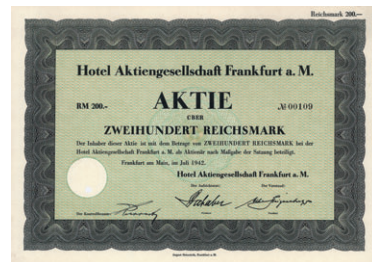 Reichsmark 200.—
Hotel Aktiengesellschaft Frankfurt a. M.
RM 200.- AKTIE № 00109
ÜBER
ZWEIHUNDERT REICHSMARK
Der Inhaber dieser Aktie ist mit dem Betrage von ZWEIHUNDERT REICHSMARK bei der
Hotel Aktiengesellschaft Frankfurt a. M. als Aktionär nach Maßgabe der Satzung beteiligt.
Frankfurt am Main, im Juli 1942.
Hotel Aktiengesellschaft Frankfurt a. M.
Der Aufsichtsrat: Der Vorstand:
Der Kontrollbeamte: